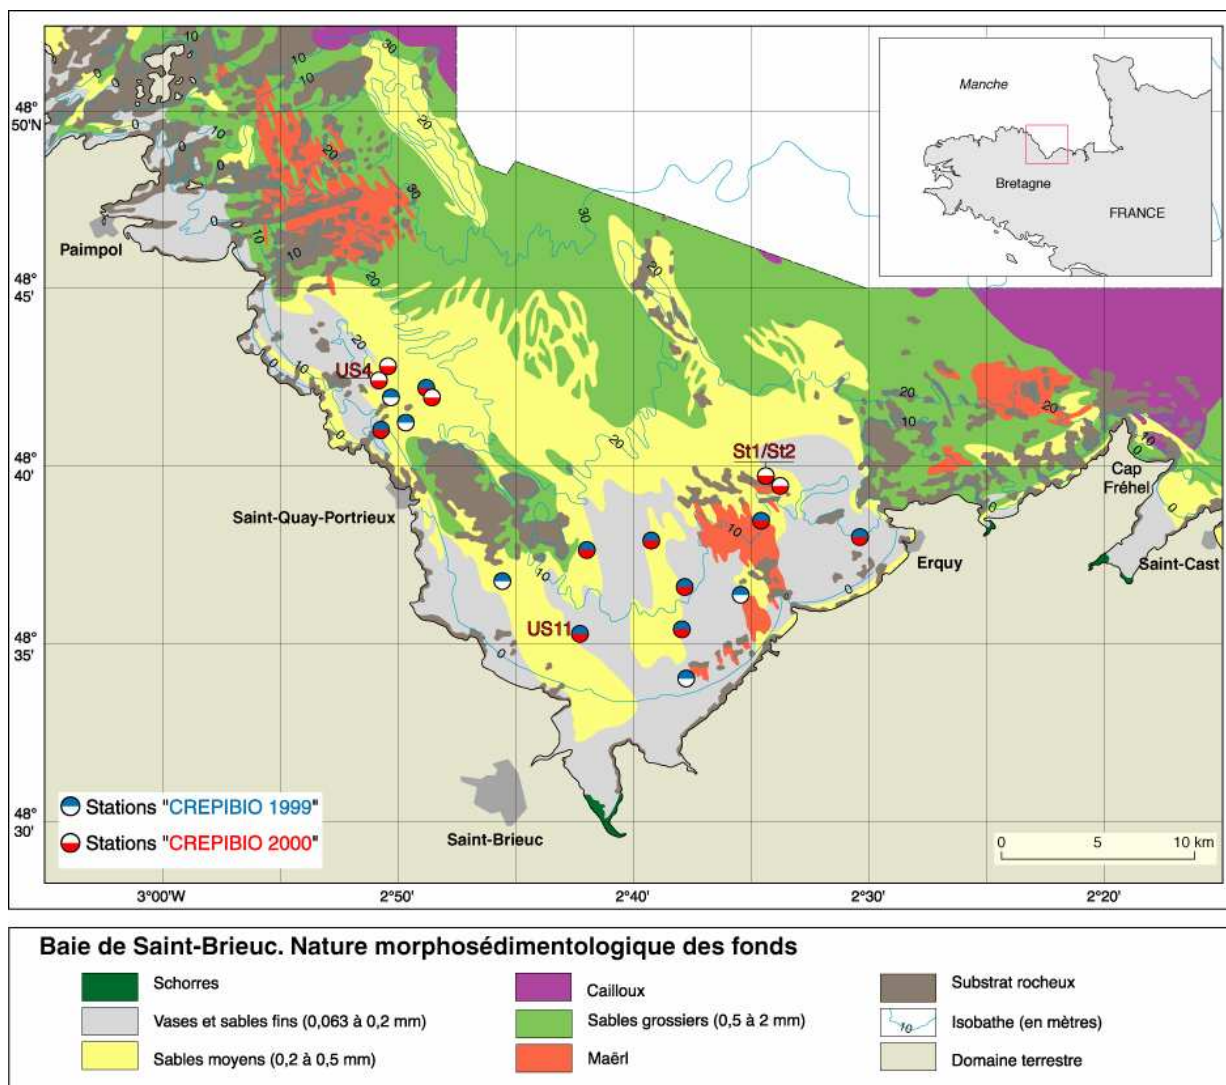 48°
50'N
48°
45'
48°
40'
48°
35'
48°
30'
3°00'W
2°50'
2°40'
2°30'
2°20'
Manche
Bretagne
FRANCE
Paimpol
US4
St1/St2
Cap
Fréhel
Saint-Quay-Portrieux
Erquy
Saint-Cast
US11
Saint-Brieuc
Stations "CREPIBIO 1999"
Stations "CREPIBIO 2000"
0 5 10 km
Baie de Saint-Brieuc. Nature morphosédimentologique des fonds
Schorres
Cailloux
Substrat rocheux
Vases et sables fins (0,063 à 0,2 mm)
Sables grossiers (0,5 à 2 mm)
10
Isobathe (en mètres)
Sables moyens (0,2 à 0,5 mm)
Maërl
Domaine terrestre